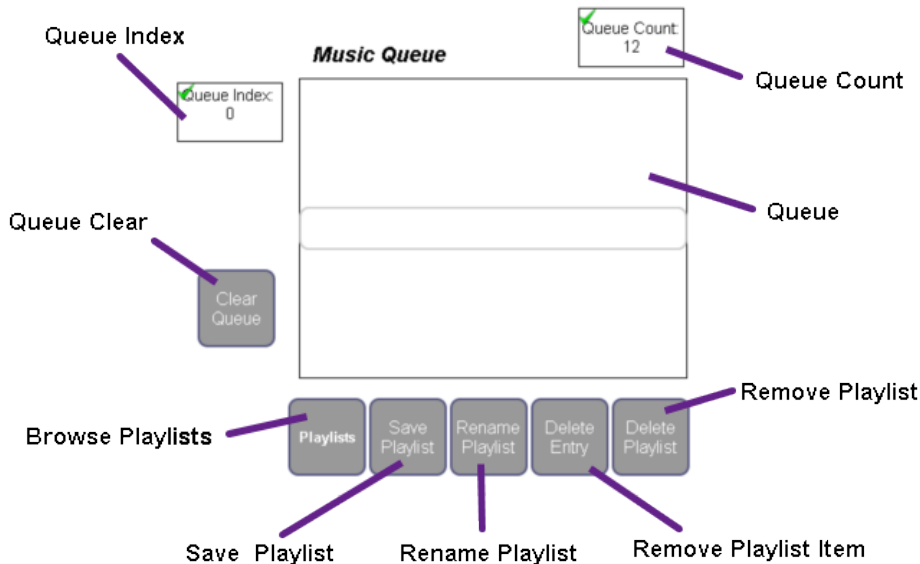 Queue Index
Music Queue
Queue Count:
12
Queue Count
Queue Index:
0
Queue
Queue Clear
Clear
Queue
Remove Playlist
Browse Playlists
Playlists
Save
Playlist
Rename
Playlist
Delete
Entry
Delete
Playlist
Save Playlist
Rename Playlist
Remove Playlist Item